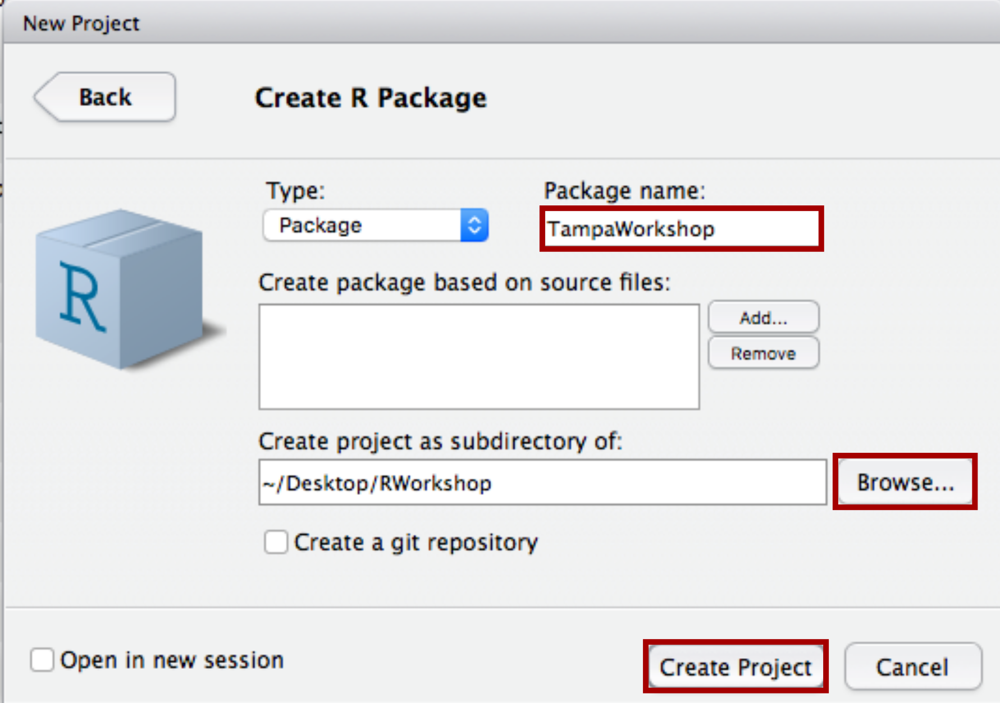 New Project
Back
Create R Package
Type:
Package name:
Package
TampaWorkshop
R
Create package based on source files:
Add...
Remove
Create project as subdirectory of:
~/Desktop/RWorkshop
Browse...
Create a git repository
Open in new session
Create Project
Cancel